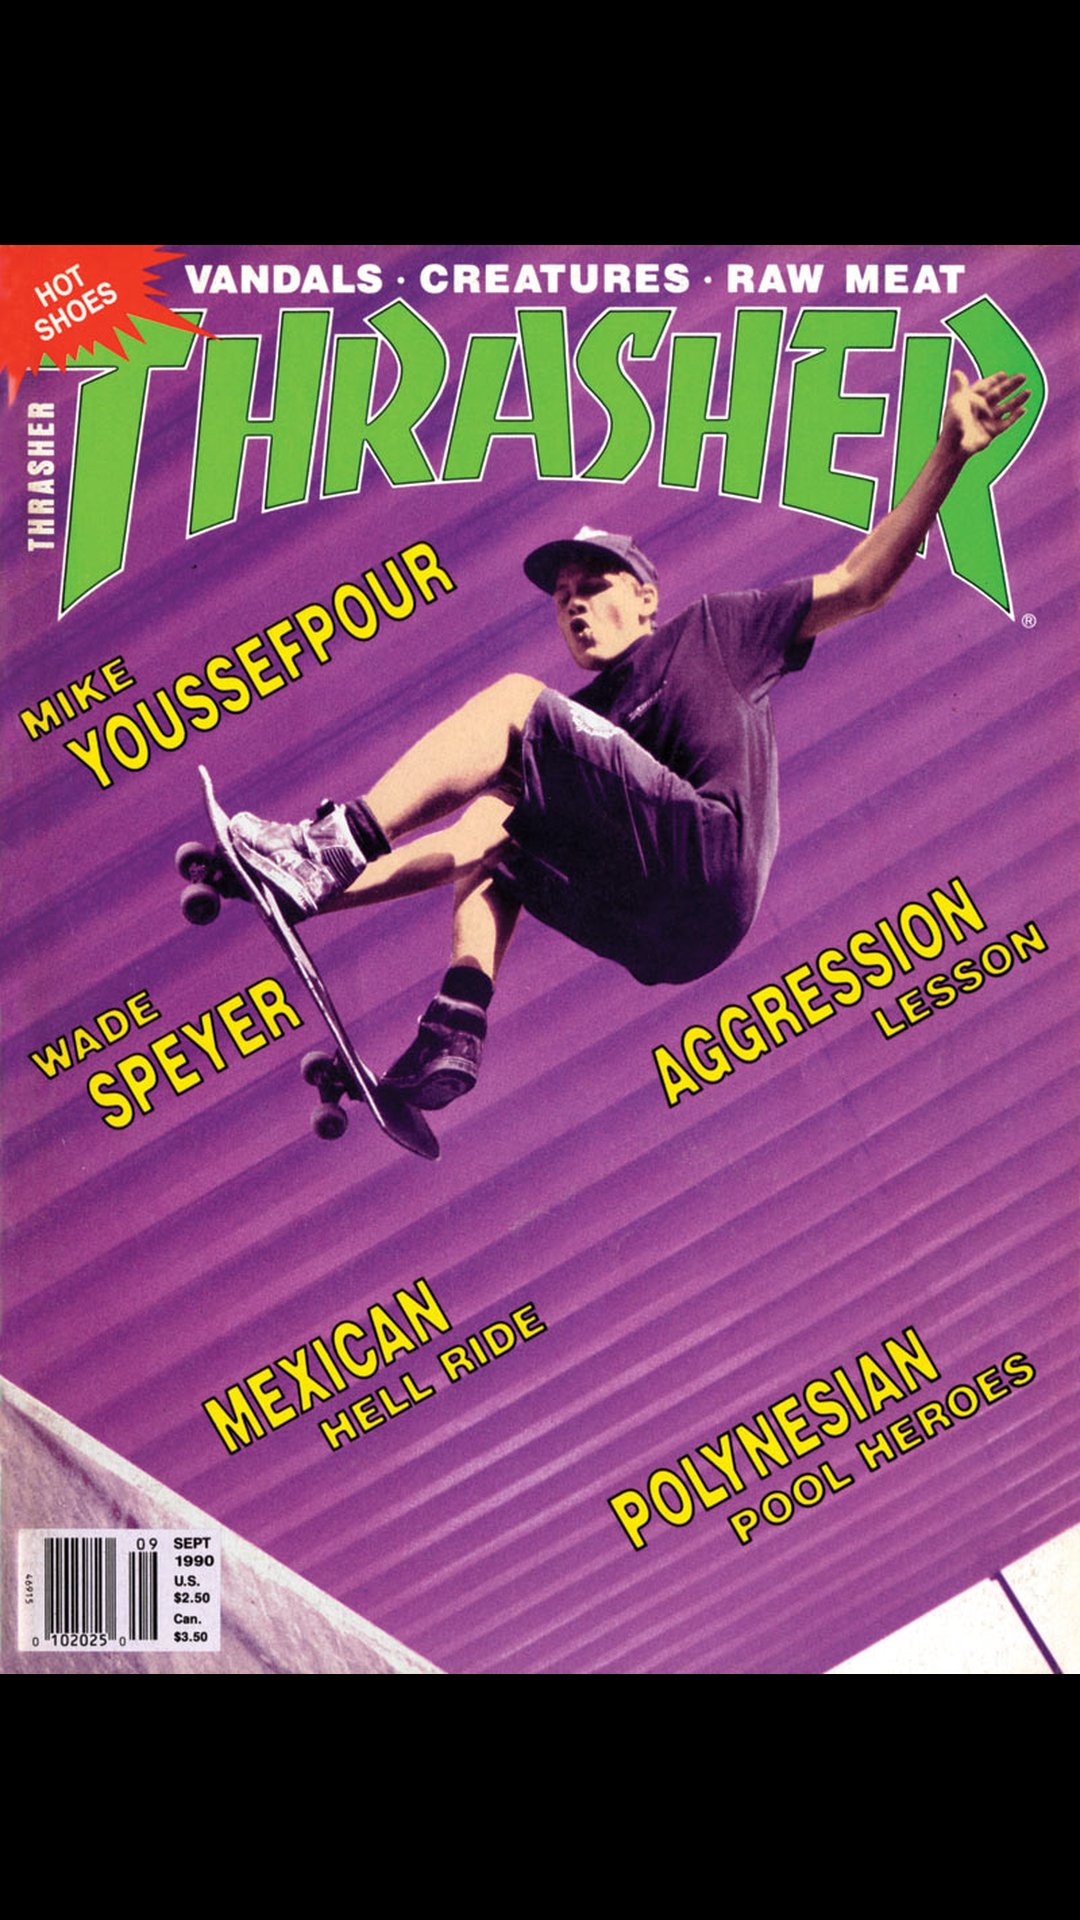 HOT
SHOES
VANDALS · CREATURES · RAW MEAT
THRASHER
®
THRASHER
MIKE
YOUSSEFPOUR
WADE
SPEYER
AGGRESSION
LESSON
MEXICAN
HELL RIDE
POLYNESIAN
POOL HEROES
09
SEPT
1990
U.S.
$2.50
Can.
$3.50
46915
0 102025 0